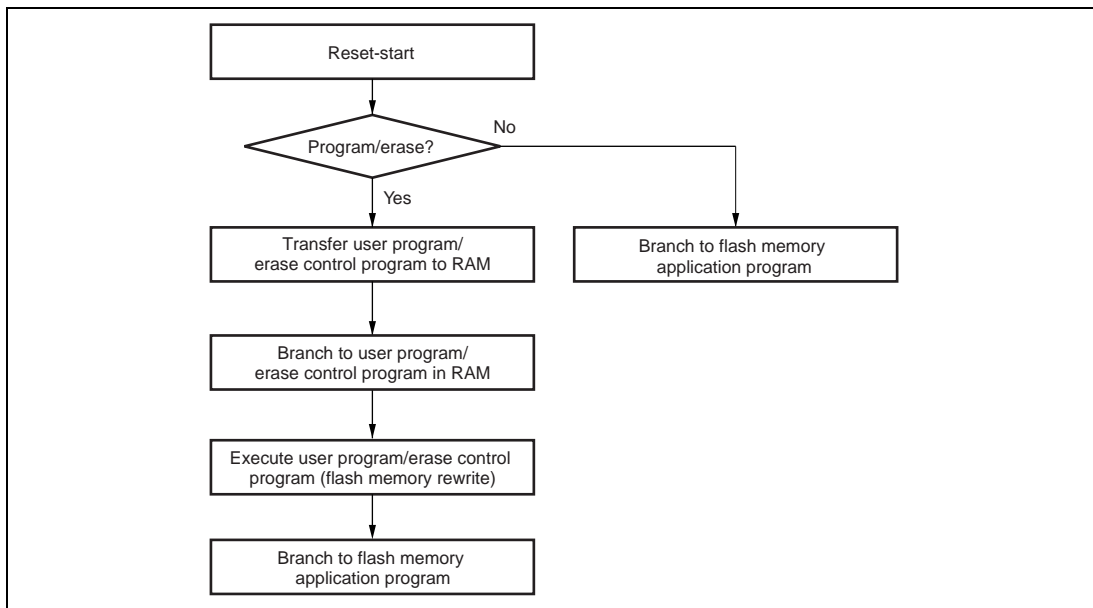 Reset-start
Program/erase?
No
Yes
Transfer user program/
erase control program to RAM
Branch to flash memory
application program
Branch to user program/
erase control program in RAM
Execute user program/erase control
program (flash memory rewrite)
Branch to flash memory
application program